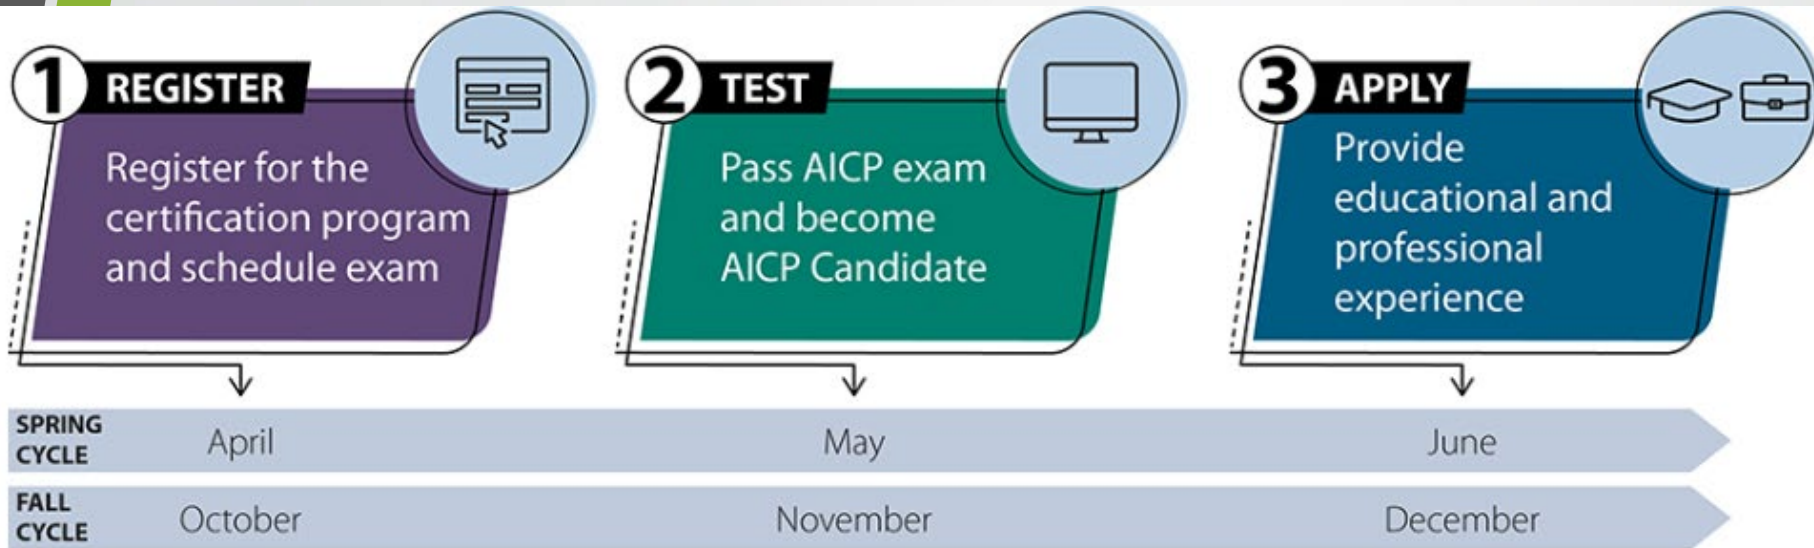 1 REGISTER
Register for the
certification program
and schedule exam
2 TEST
Pass AICP exam
and become
AICP Candidate
3 APPLY
Provide
educational and
professional
experience
SPRING
CYCLE
April
May
June
FALL
CYCLE
October
November
December